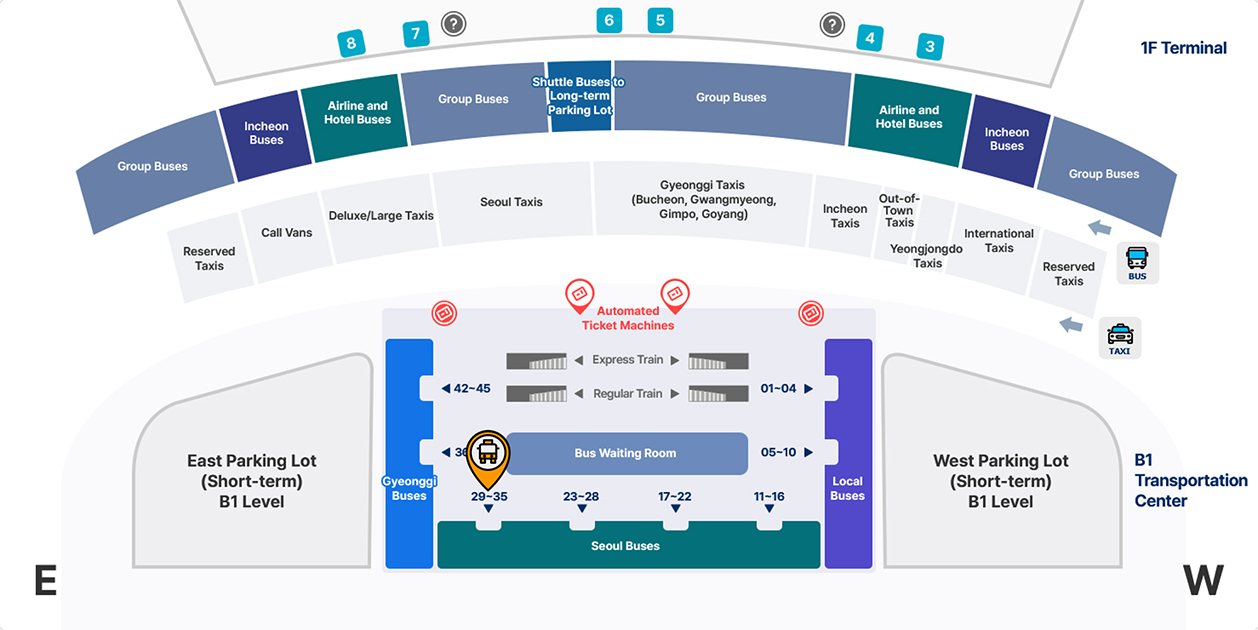 8
7
?
6
5
?
4
3
1F Terminal
Group Buses
Incheon
Buses
Airline and
Hotel Buses
Group Buses
Shuttle Buses to
Long-term
Parking Lot
Group Buses
Airline and
Hotel Buses
Incheon
Buses
Group Buses
Reserved
Taxis
Call Vans
Deluxe/Large Taxis
Seoul Taxis
Gyeonggi Taxis
(Bucheon, Gwangmyeong,
Gimpo, Goyang)
Incheon
Taxis
Out-of-
Town
Taxis
Yeongjongdo
Taxis
International
Taxis
Reserved
Taxis
BUS
TAXI
Automated
Ticket Machines
Express Train
Regular Train
42~45
01~04
05~10
Bus Waiting Room
29~35
23~28
17~22
11~16
Gyeonggi
Buses
Local
Buses
Seoul Buses
East Parking Lot
(Short-term)
B1 Level
West Parking Lot
(Short-term)
B1 Level
B1
Transportation
Center
E
W